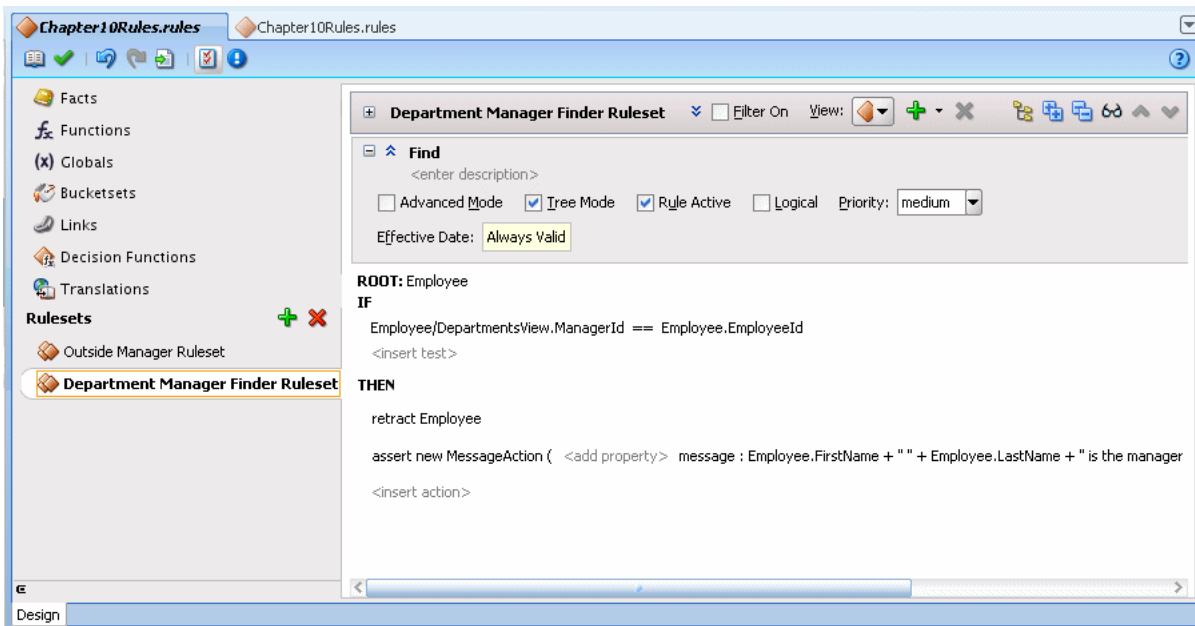 Chapter10Rules.rules Chapter10Rules.rules
Facts
Functions
Globals
Bucketsets
Links
Decision Functions
Translations
Rulesets
Outside Manager Ruleset
Department Manager Finder Ruleset
Department Manager Finder Ruleset Filter On View:
Find
<enter description>
Advanced Mode Tree Mode Rule Active Logical Priority: medium
Effective Date: Always Valid
ROOT: Employee
IF
Employee/DepartmentsView.ManagerId == Employee.EmployeeId
<insert test>
THEN
retract Employee
assert new MessageAction ( <add property> message : Employee.FirstName + " " + Employee.LastName + " is the manager
<insert action>
Design